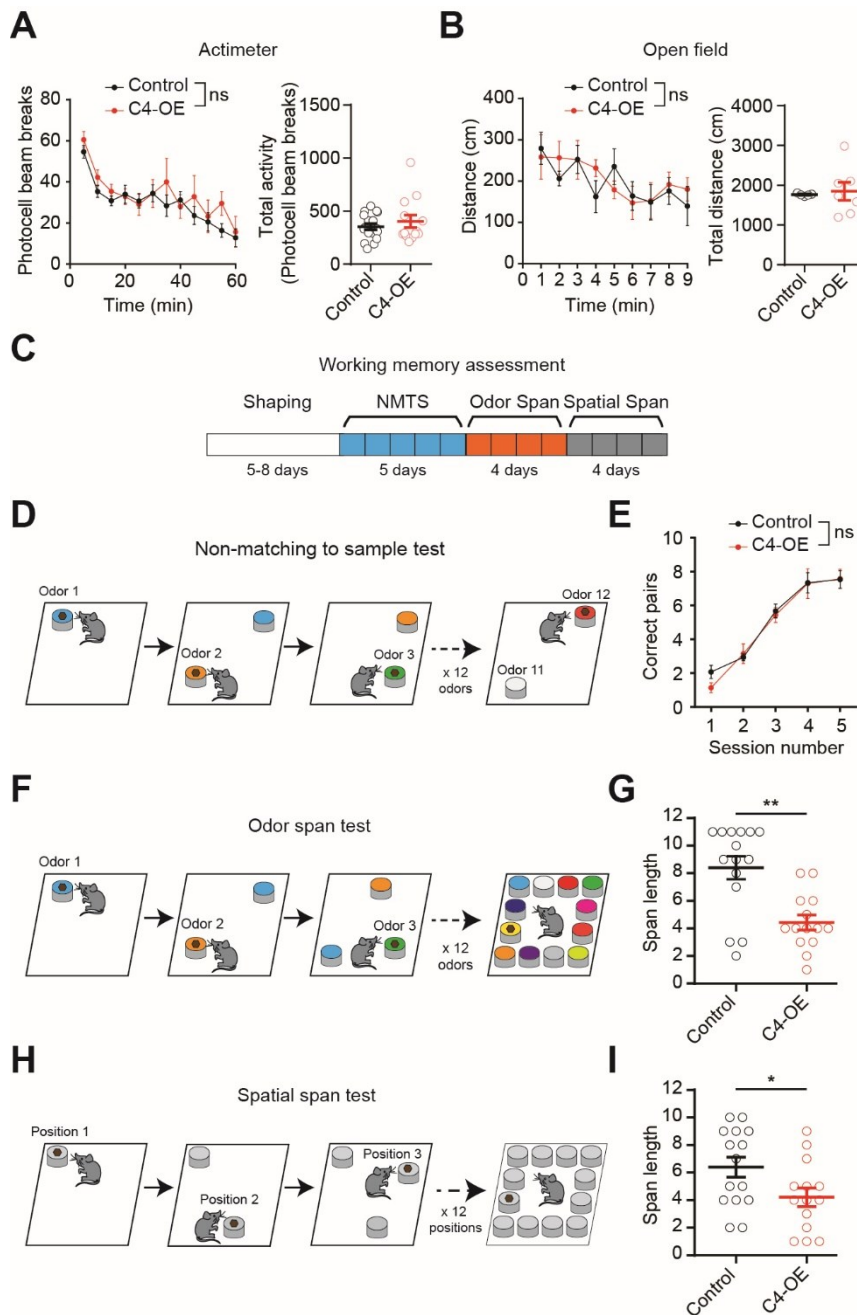 A
Actimeter
Control
C4-OE
ns
Photocell beam breaks
80
60
40
20
0
0
20
40
60
Time (min)
Total activity
(Photocell beam breaks)
1500
1000
500
0
Control
C4-OE
B
Open field
Control
C4-OE
ns
Distance (cm)
400
300
200
100
0
0 1 2 3 4 5 6 7 8 9
Time (min)
Total distance (cm)
4000
3000
2000
1000
0
Control
C4-OE
C
Working memory assessment
Shaping
NMTS
Odor Span
Spatial Span
5-8 days
5 days
4 days
4 days
D
Non-matching to sample test
Odor 1
Odor 2
Odor 3
x 12
odors
Odor 12
Odor 11
E
Control
C4-OE
ns
Correct pairs
10
8
6
4
2
0
1 2 3 4 5
Session number
F
Odor span test
Odor 1
Odor 2
Odor 3
x 12
odors
G
**
Span length
12
10
8
6
4
2
0
Control
C4-OE
H
Spatial span test
Position 1
Position 2
Position 3
x 12
positions
I
*
Span length
12
10
8
6
4
2
0
Control
C4-OE